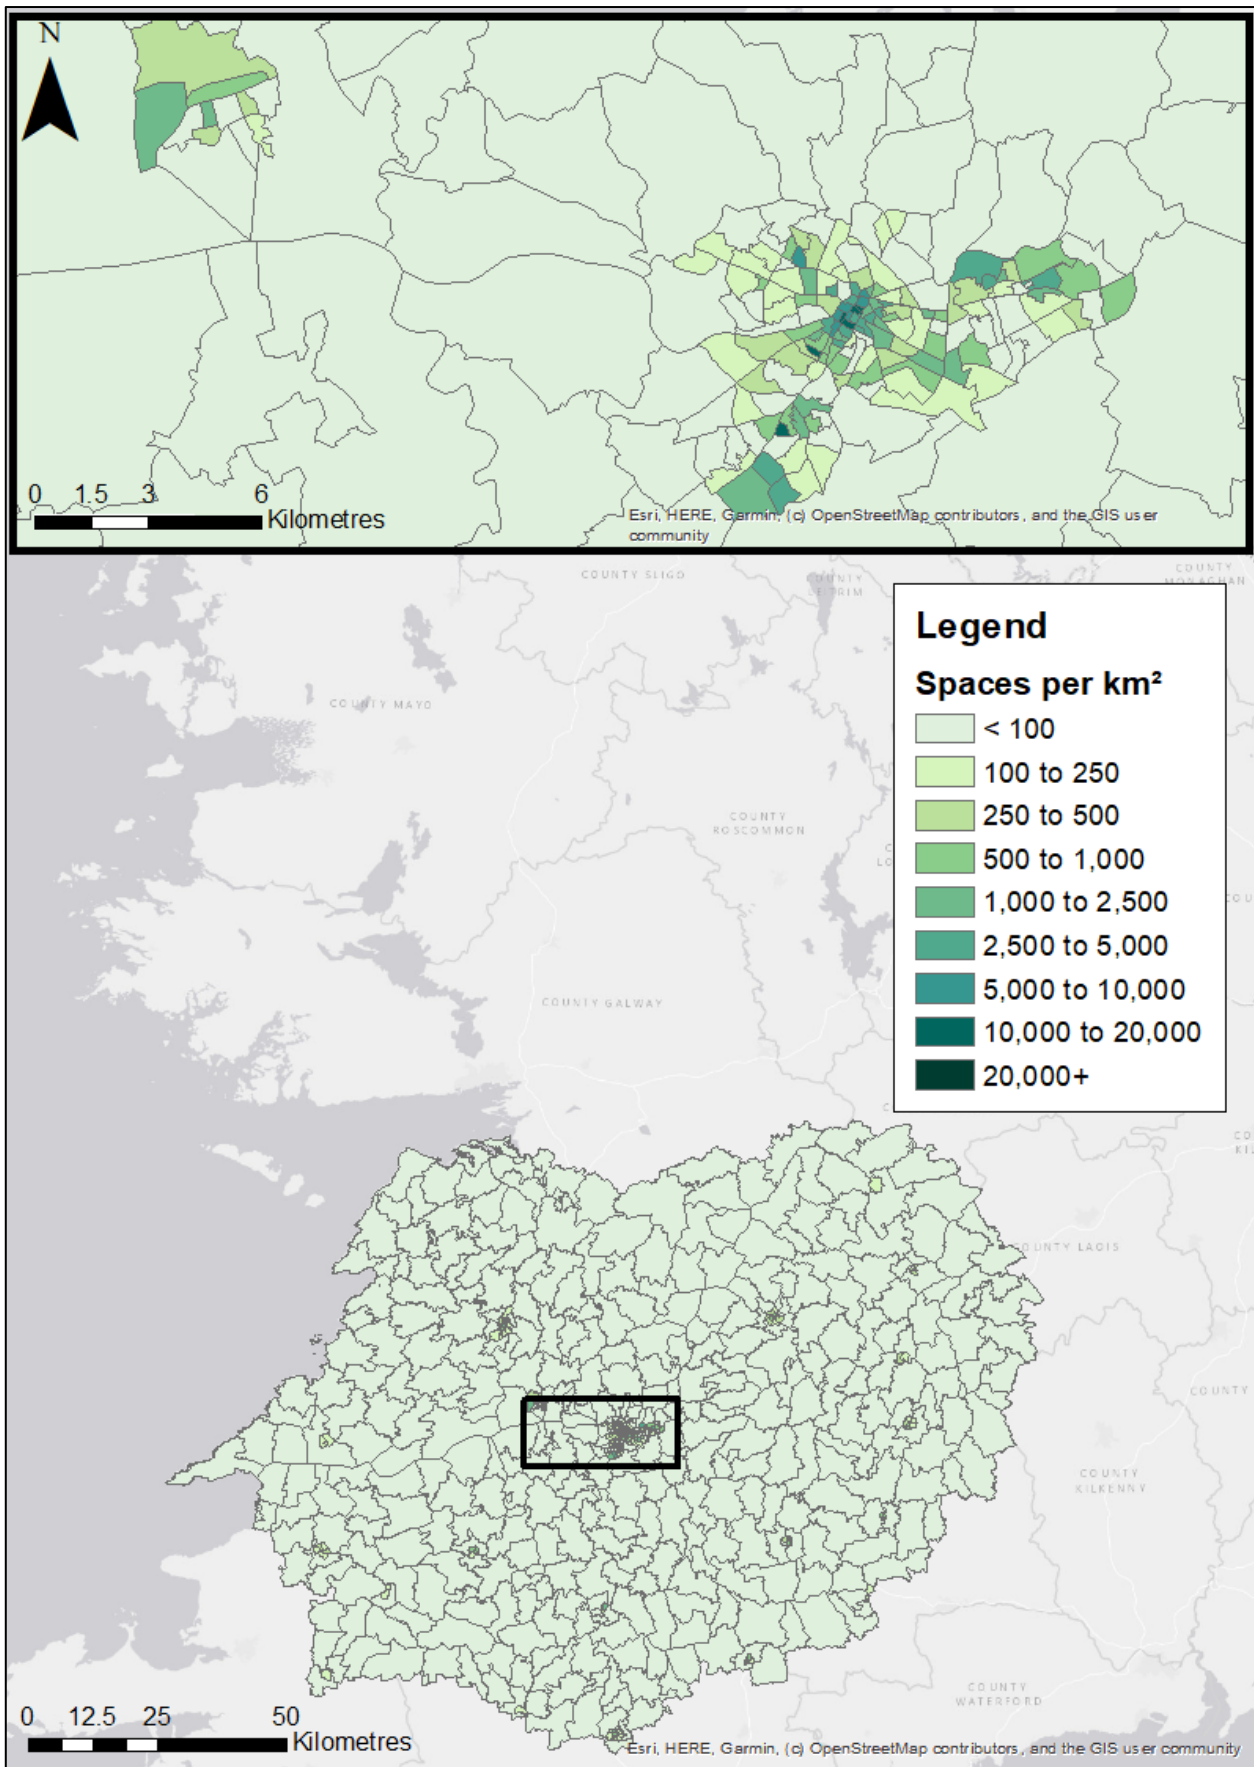 N
0 1.5 3 6
Kilometres
Esri, HERE, Garmin, (c) OpenStreetMap contributors, and the GIS user
community
COUNTY SLIGO
COUNTY
COUNTY
MONAGHAN
COUNTY MAYO
COUNTY
ROSCOMMON
COUNTY GALWAY
Legend
Spaces per km²
< 100
100 to 250
250 to 500
500 to 1,000
1,000 to 2,500
2,500 to 5,000
5,000 to 10,000
10,000 to 20,000
20,000+
COUNTY LAOIS
COUNTY
COUNTY
KILKENNY
COUNTY
WATERFORD
0 12.5 25 50
Kilometres
Esri, HERE, Garmin, (c) OpenStreetMap contributors, and the GIS user community